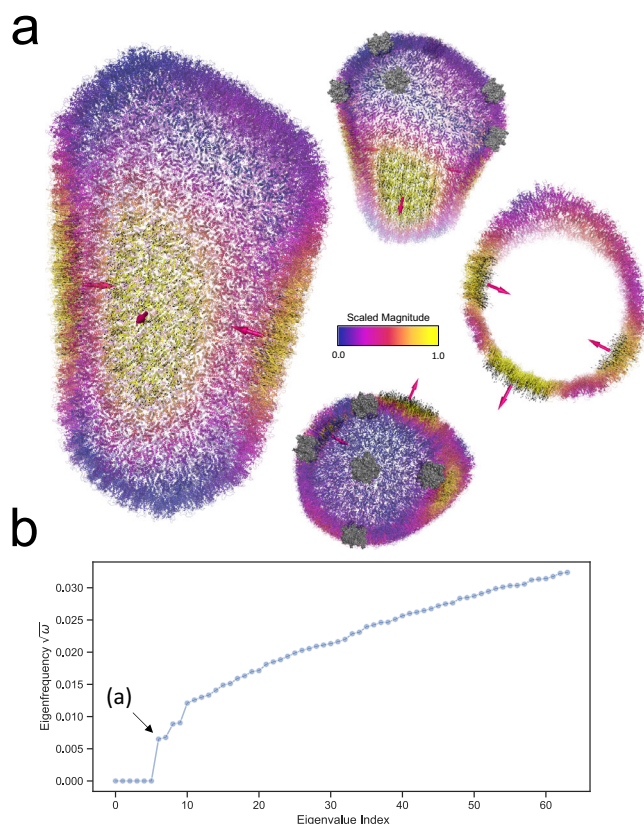 a
Scaled Magnitude
0.0 1.0
b
(a)
Eigenfrequency √ω
0.030
0.025
0.020
0.015
0.010
0.005
0.000
0 10 20 30 40 50 60
Eigenvalue Index